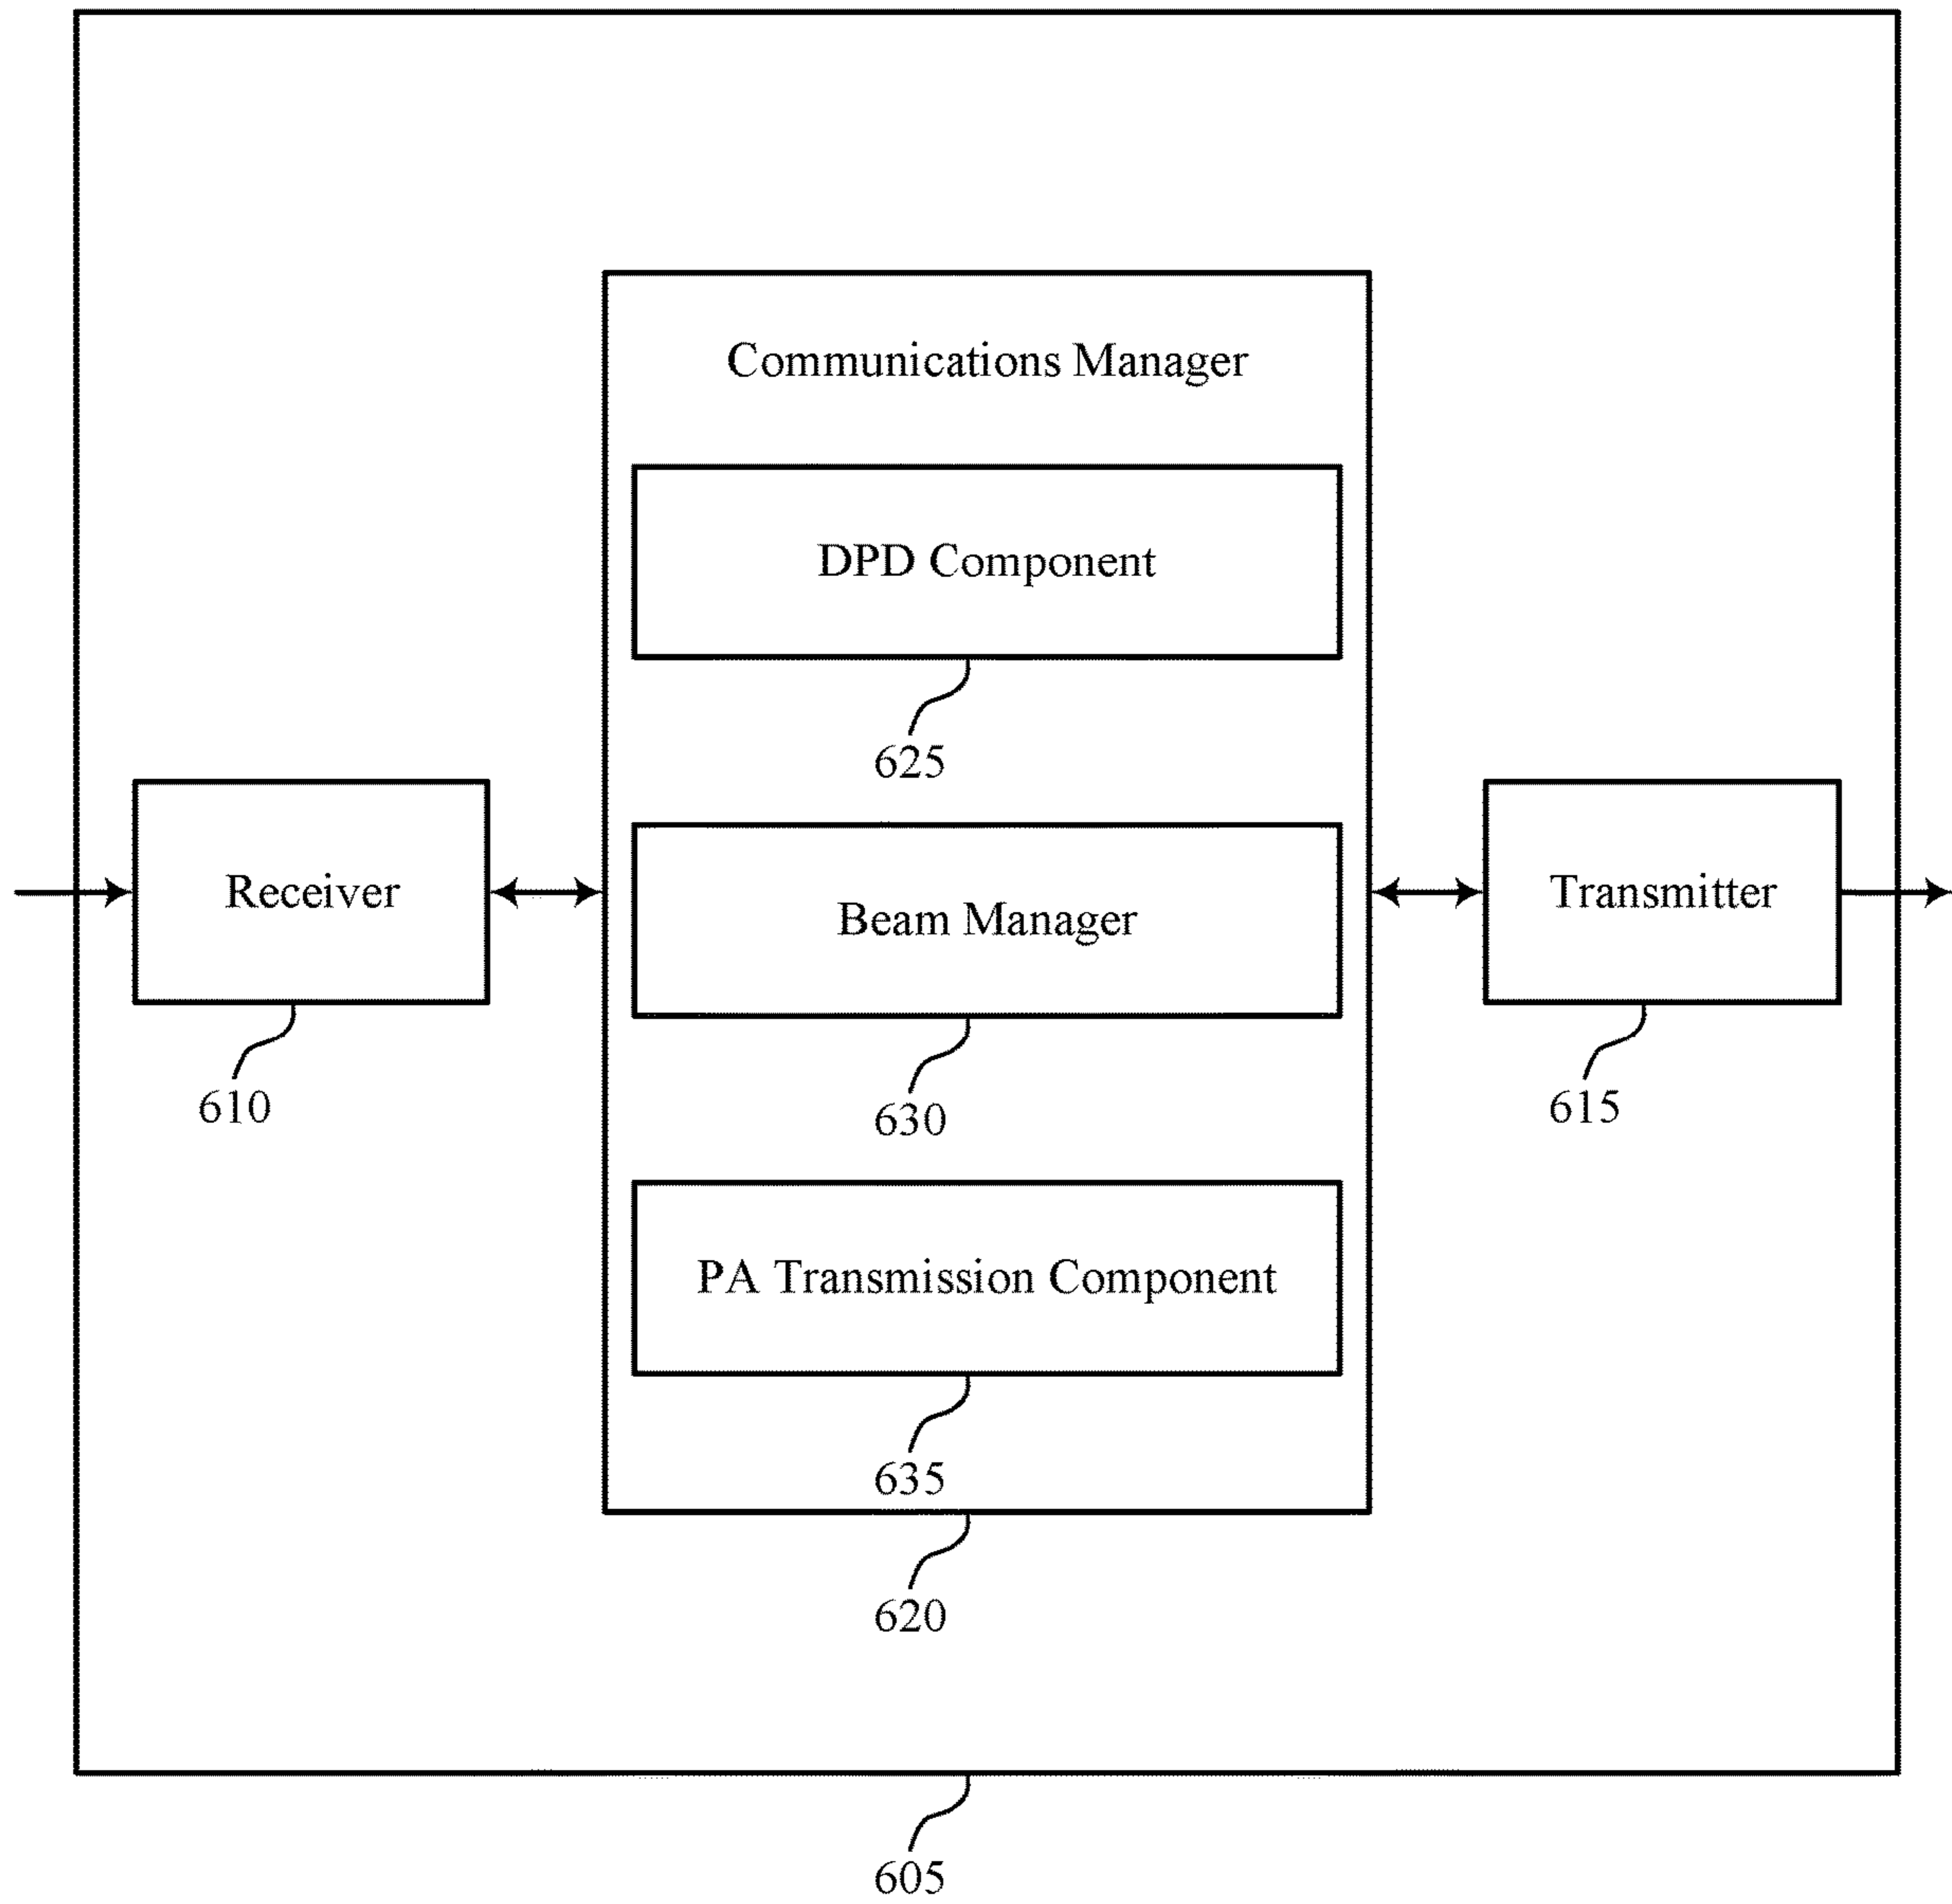 Communications Manager
DPD Component
625
Receiver
610
Beam Manager
630
Transmitter
615
PA Transmission Component
635
620
605